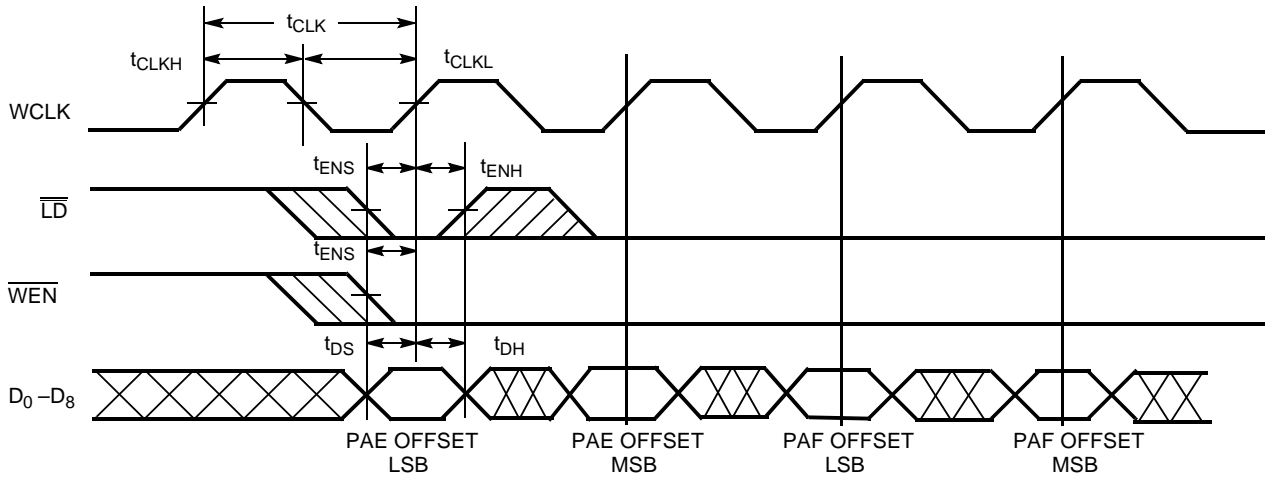 tCLK
tCLKH
tCLKL
WCLK
tENS
tENH
LD
tENS
WEN
tDS
tDH
D0 –D8
PAE OFFSET
LSB
PAE OFFSET
MSB
PAF OFFSET
LSB
PAF OFFSET
MSB